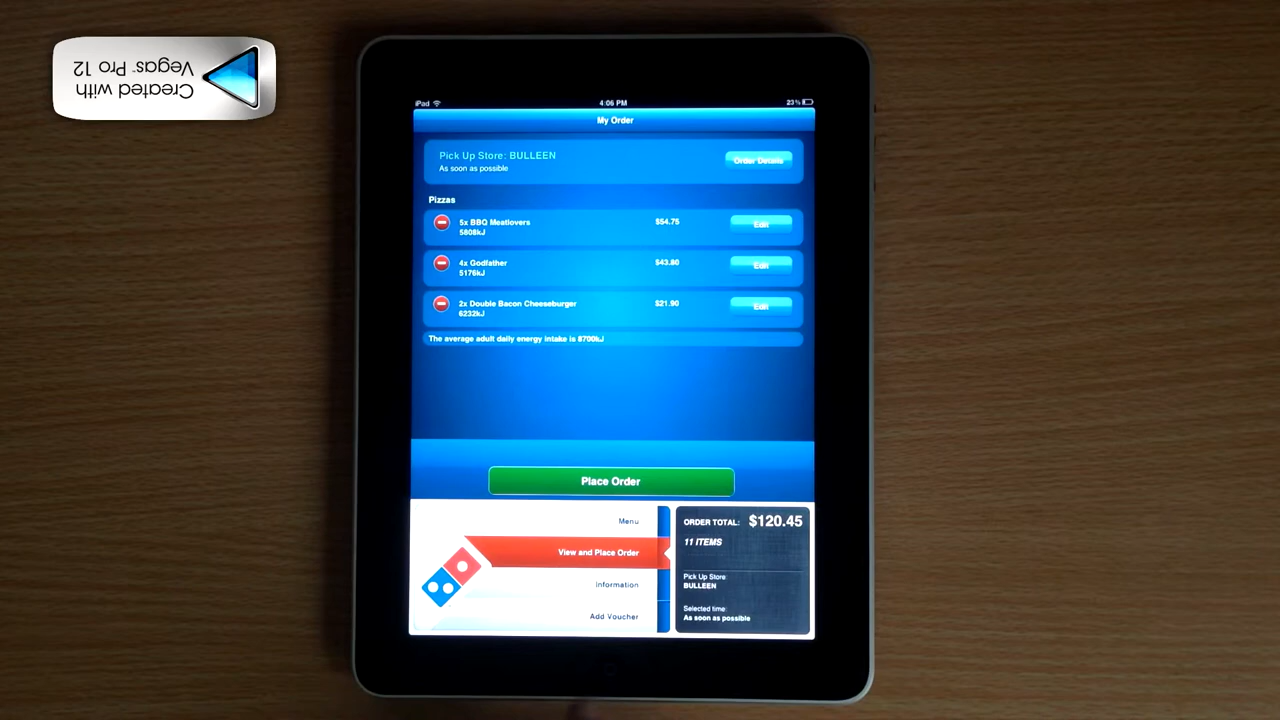 Created with
Vegas™ Pro 12
iPad
4:06 PM
23%
My Order
Pick Up Store: BULLEEN
As soon as possible
Order Details
Pizzas
5x BBQ Meatlovers
5808kJ
$54.75
Edit
4x Godfather
5176kJ
$43.80
Edit
2x Double Bacon Cheeseburger
6232kJ
$21.90
Edit
The average adult daily energy intake is 8700kJ
Place Order
Menu
View and Place Order
Information
Add Voucher
ORDER TOTAL: $120.45
11 ITEMS
Pick Up Store
BULLEEN
Selected time:
As soon as possible